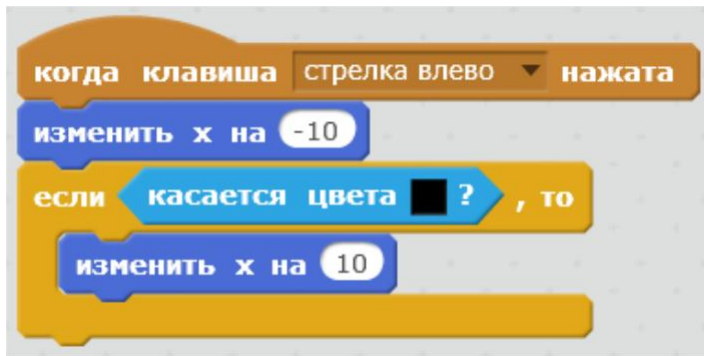 когда клавиша стрелка влево нажата
изменить х на -10
если касается цвета ? , то
изменить х на 10